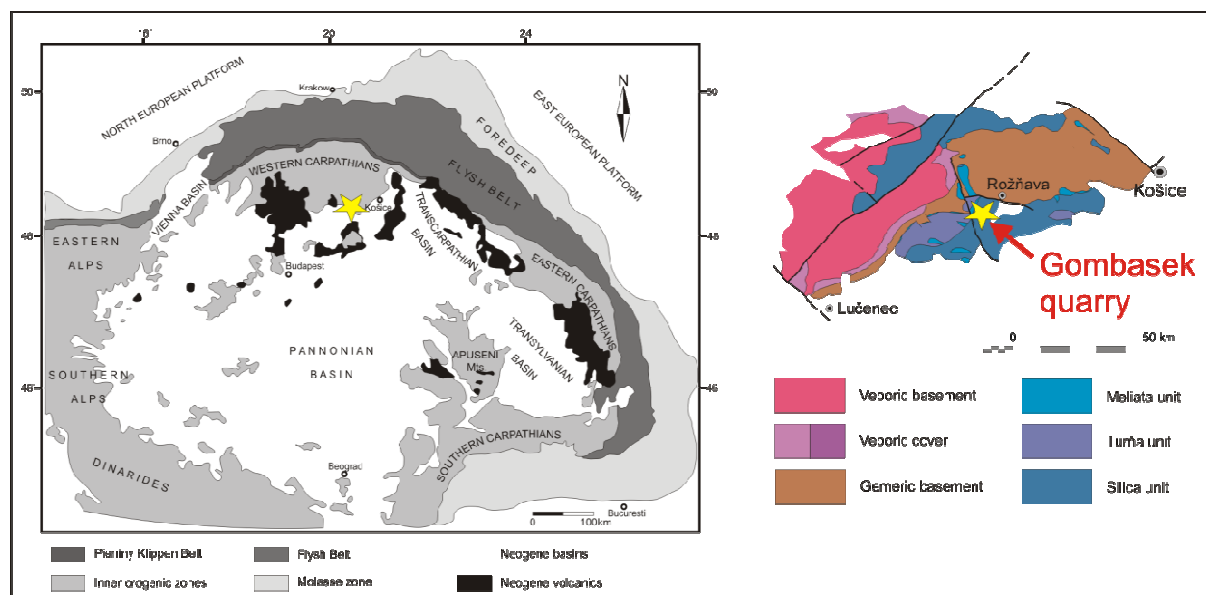 16°
20
24
50
50
48
48
46
46
NORTH EUROPEAN PLATFORM
EAST EUROPEAN PLATFORM
N
Krakow
Brno
FOREDEEP
FLYSH BELT
WESTERN CARPATHIANS
VIENNA BASIN
Košice
TRANSCARPATHIAN
BASIN
EASTERN
ALPS
Budapest
EASTERN CARPATHIANS
PANNONIAN
BASIN
TRANSYLVANIAN
BASIN
APUSENI
Mts.
SOUTHERN
ALPS
SOUTHERN CARPATHIANS
DINARIDES
Beograd
Bucuresti
0 100km
Pieniny Klippen Belt
Flysh Belt
Neogene basins
Inner orogenic zones
Molasse zone
Neogene volcanics
Rožňava
Košice
Gombasek
quarry
Lučenec
0 50 km
Veporic basement
Meliata unit
Veporic cover
Turňa unit
Gemeric basement
Silica unit